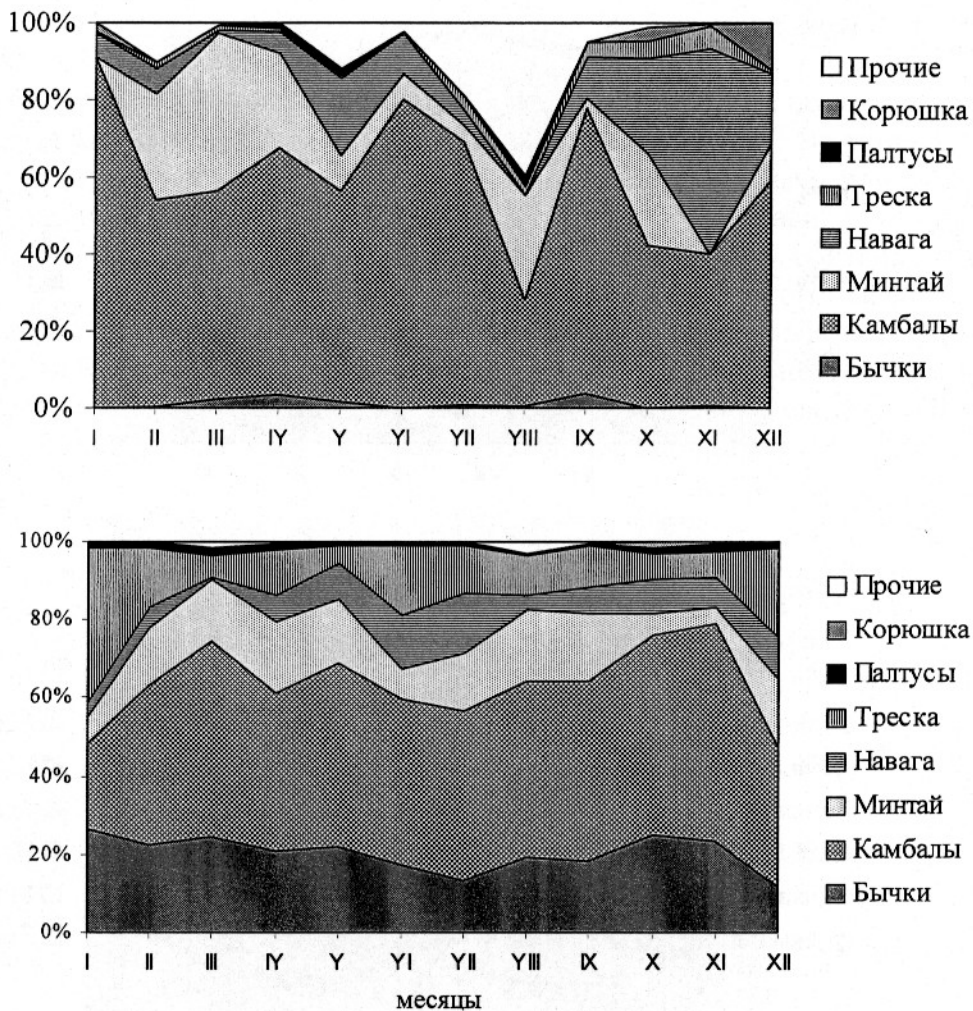 100%
80%
60%
40%
20%
0%
I II III IY Y YI YII YIII IX X XI XII
Прочие
Корюшка
Палтусы
Треска
Навага
Минтай
Камбалы
Бычки
100%
80%
60%
40%
20%
0%
I II III IY Y YI YII YIII IX X XI XII
месяцы
Прочие
Корюшка
Палтусы
Треска
Навага
Минтай
Камбалы
Бычки